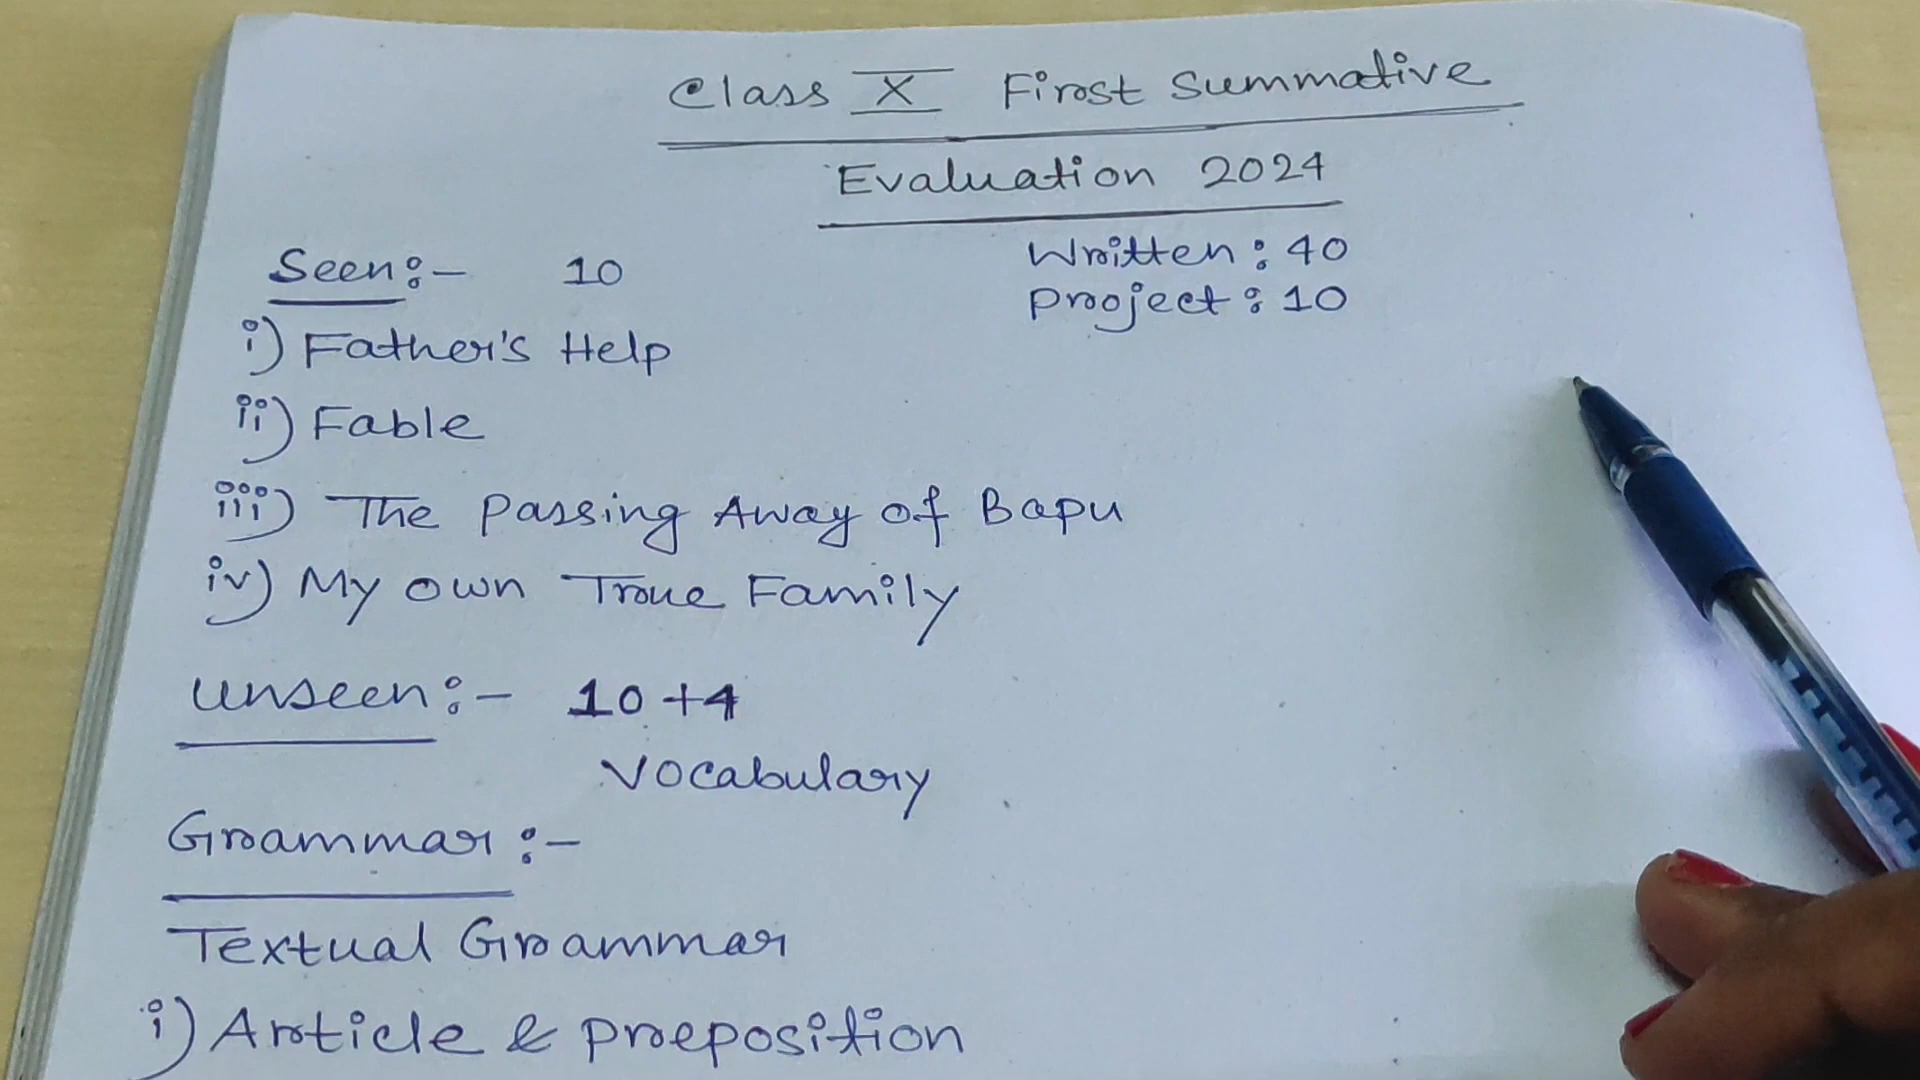 Class X First Summative
Evaluation 2024
Written : 40
Project : 10
Seen :- 10
i) Father's Help
ii) Fable
iii) The Passing Away of Bapu
iv) My Own True Family
Unseen :- 10 + 4
Vocabulary
Grammar :-
Textual Grammar
i) Article & Preposition